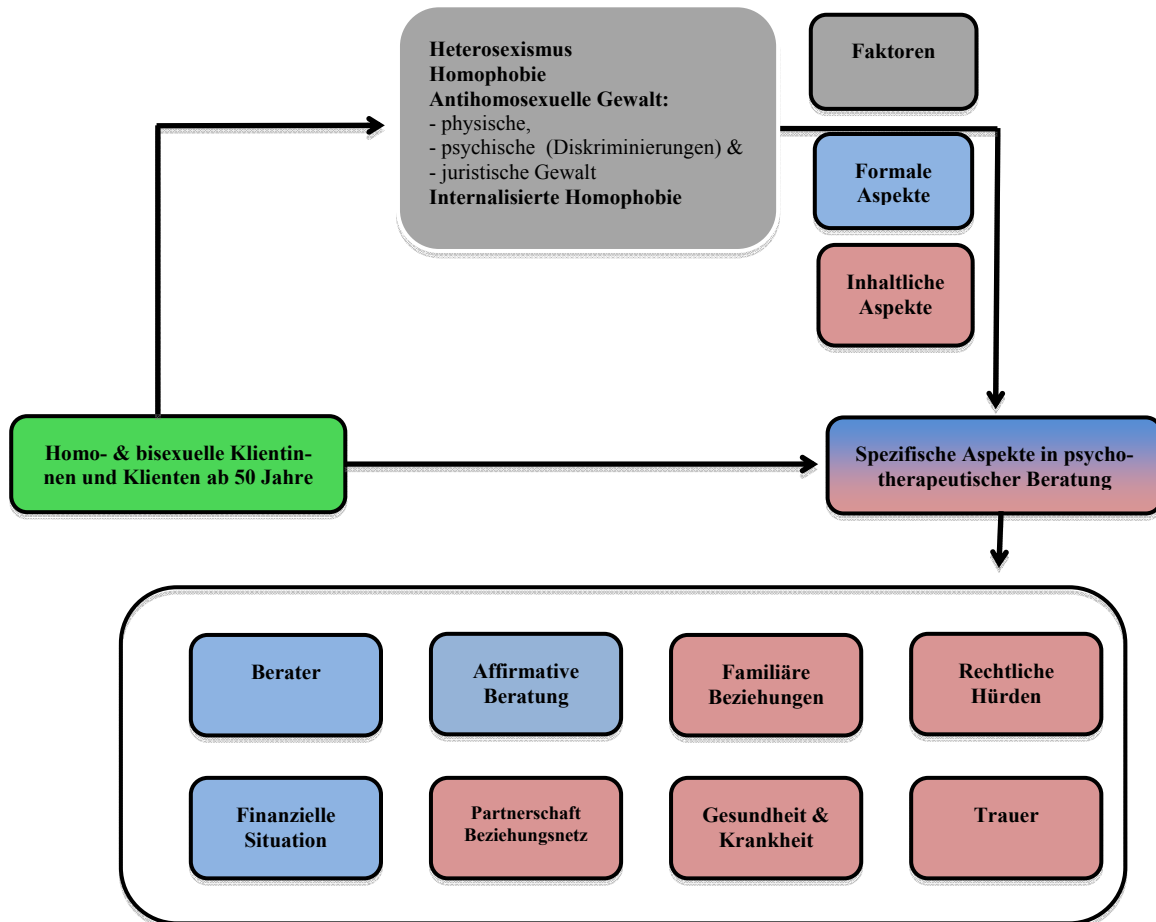 Heterosexismus
Homophobie
Antihomosexuelle Gewalt:
- physische,
- psychische (Diskriminierungen) &
- juristische Gewalt
Internalisierte Homophobie
Faktoren
Formale
Aspekte
Inhaltliche
Aspekte
Homo- & bisexuelle Klientin-
nen und Klienten ab 50 Jahre
Spezifische Aspekte in psycho-
therapeutischer Beratung
Berater
Affirmative
Beratung
Familiäre
Beziehungen
Rechtliche
Hürden
Finanzielle
Situation
Partnerschaft
Beziehungsnetz
Gesundheit &
Krankheit
Trauer